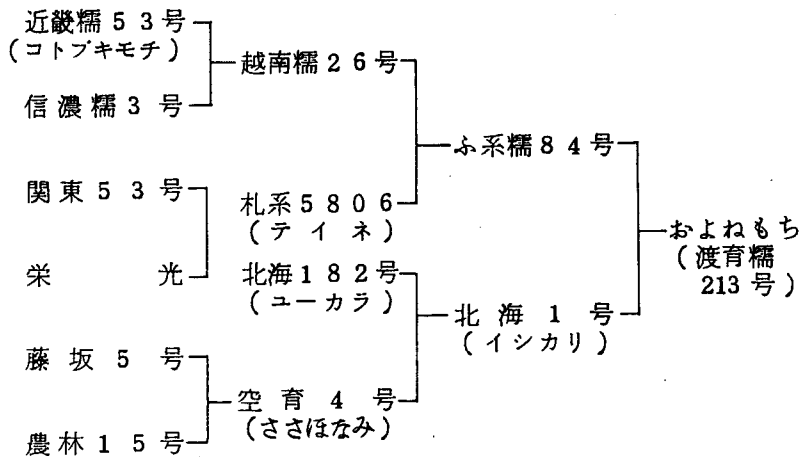 近畿糯53号
(コトブキモチ)
信濃糯3号
関東53号
栄光
藤坂5号
農林15号
越南糯26号
札系5806
(テイネ)
北海182号
(ユーカラ)
空育4号
(ささほなみ)
ふ系糯84号
北海1号
(イシカリ)
およねもち
(渡育糯
213号)